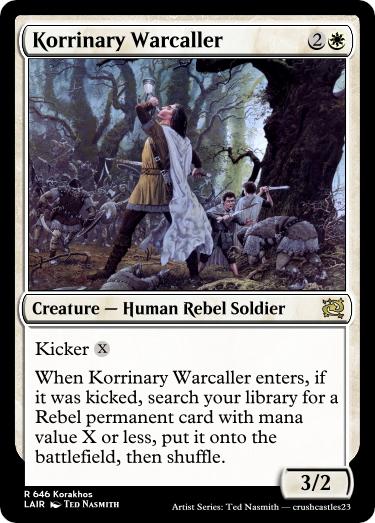 Korrinary Warcaller 2
Creature — Human Rebel Soldier
Kicker X
When Korrinary Warcaller enters, if
it was kicked, search your library for a
Rebel permanent card with mana
value X or less, put it onto the
battlefield, then shuffle.
3/2
R 646 Korakhos
LAIR Ted Nasmith
Artist Series: Ted Nasmith — crushcastles23